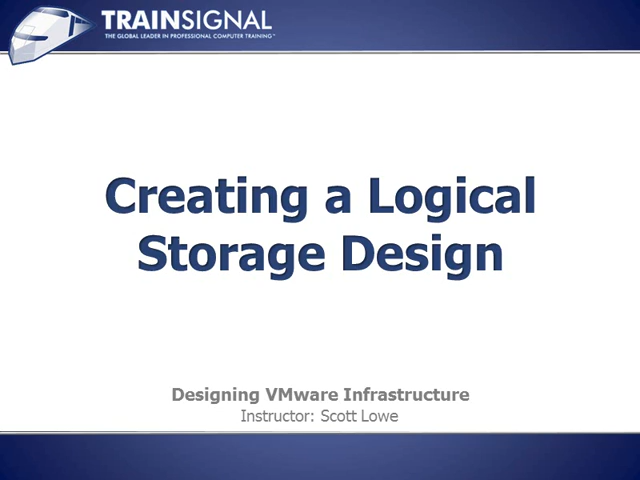 TRAINSIGNAL
THE GLOBAL LEADER IN PROFESSIONAL COMPUTER TRAINING™
Creating a Logical
Storage Design
Designing VMware Infrastructure
Instructor: Scott Lowe